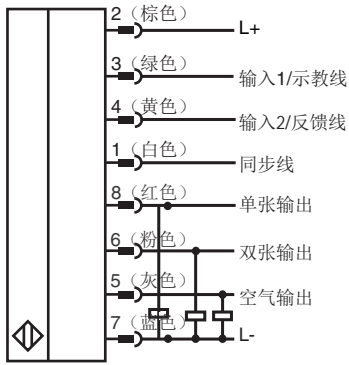 2（棕色） L+
3（绿色） 输入1/示教线
4（黄色） 输入2/反馈线
1（白色） 同步线
8（红色） 单张输出
6（粉色） 双张输出
5（灰色） 空气输出
7（蓝色） L-